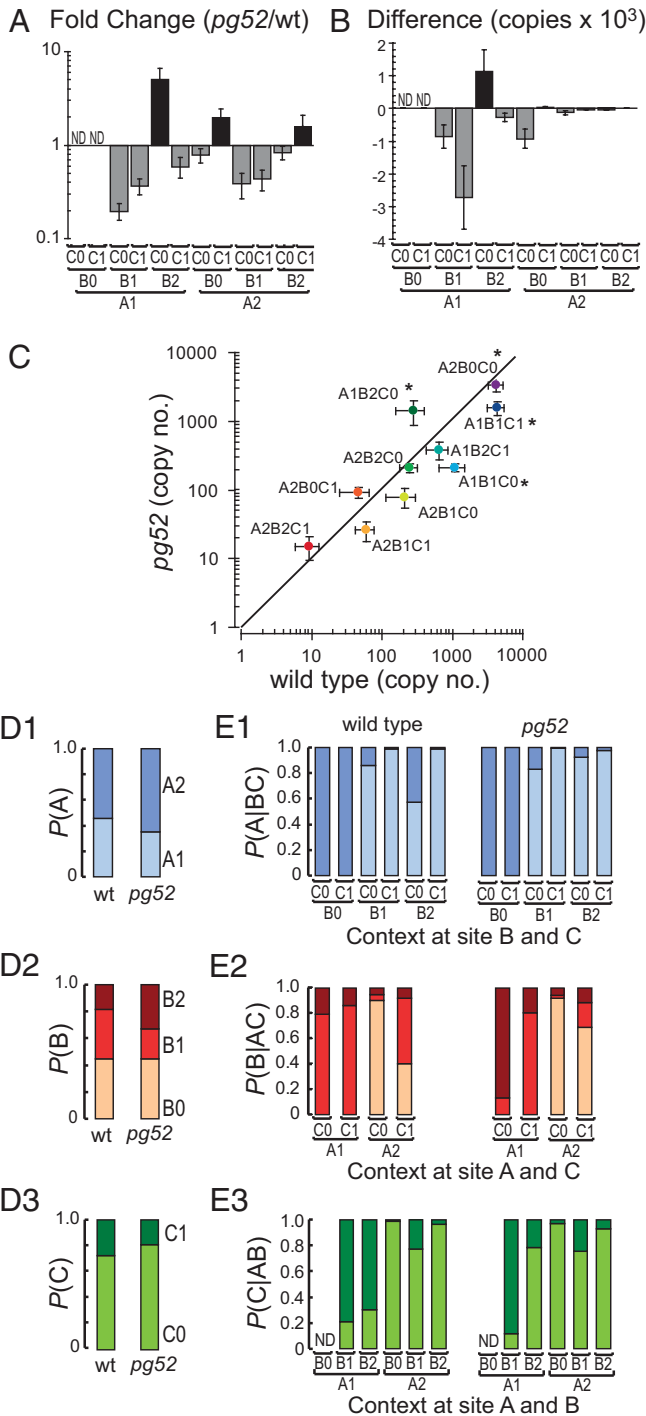 A Fold Change (pg52/wt)
B Difference (copies x 10³)
10
1
0.1
ND ND
C0 C1 C0 C1 C0 C1 C0 C1 C0 C1 C0 C1
B0 B1 B2 B0 B1 B2
A1 A2
2
1
0
-1
-2
-3
-4
ND ND
C0 C1 C0 C1 C0 C1 C0 C1 C0 C1 C0 C1
B0 B1 B2 B0 B1 B2
A1 A2
C
pg52 (copy no.)
10000
1000
100
10
1
*
A2B0C0
A1B2C0 *
A1B1C1 *
A2B2C0
A1B2C1
A1B1C0 *
A2B0C1
A2B1C0
A2B2C1
A2B1C1
1 10 100 1000 10000
wild type (copy no.)
D1
P(A)
1.0
0
A2
A1
wt pg52
E1
wild type pg52
P(A|BC)
1.0
0.8
0.6
0.4
0.2
0
C0 C1 C0 C1 C0 C1 C0 C1 C0 C1 C0 C1
B0 B1 B2 B0 B1 B2
Context at site B and C
D2
P(B)
1.0
0
B2
B1
B0
wt pg52
E2
P(B|AC)
1.0
0.8
0.6
0.4
0.2
0
C0 C1 C0 C1 C0 C1 C0 C1
A1 A2 A1 A2
Context at site A and C
D3
P(C)
1.0
0
C1
C0
wt pg52
E3
P(C|AB)
1.0
0.8
0.6
0.4
0.2
0
ND ND
B0 B1 B2 B0 B1 B2 B0 B1 B2 B0 B1 B2
A1 A2 A1 A2
Context at site A and B